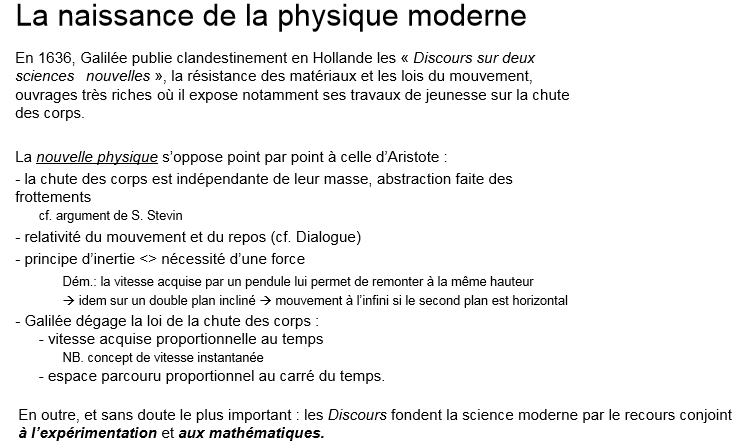 La naissance de la physique moderne
En 1636, Galilée publie clandestinement en Hollande les « Discours sur deux
sciences nouvelles », la résistance des matériaux et les lois du mouvement,
ouvrages très riches où il expose notamment ses travaux de jeunesse sur la chute
des corps.
La nouvelle physique s’oppose point par point à celle d’Aristote :
- la chute des corps est indépendante de leur masse, abstraction faite des
frottements
cf. argument de S. Stevin
- relativité du mouvement et du repos (cf. Dialogue)
- principe d’inertie <> nécessité d’une force
Dém.: la vitesse acquise par un pendule lui permet de remonter à la même hauteur
→ idem sur un double plan incliné → mouvement à l’infini si le second plan est horizontal
- Galilée dégage la loi de la chute des corps :
- vitesse acquise proportionnelle au temps
NB. concept de vitesse instantanée
- espace parcouru proportionnel au carré du temps.
En outre, et sans doute le plus important : les Discours fondent la science moderne par le recours conjoint
à l’expérimentation et aux mathématiques.